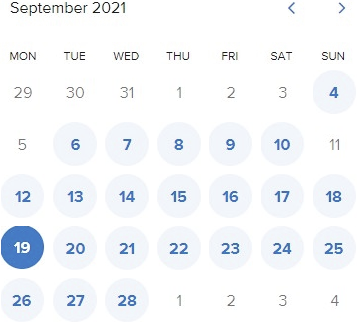 September 2021
MON TUE WED THU FRI SAT SUN
29 30 31 1 2 3 4
5 6 7 8 9 10 11
12 13 14 15 16 17 18
19 20 21 22 23 24 25
26 27 28 1 2 3 4